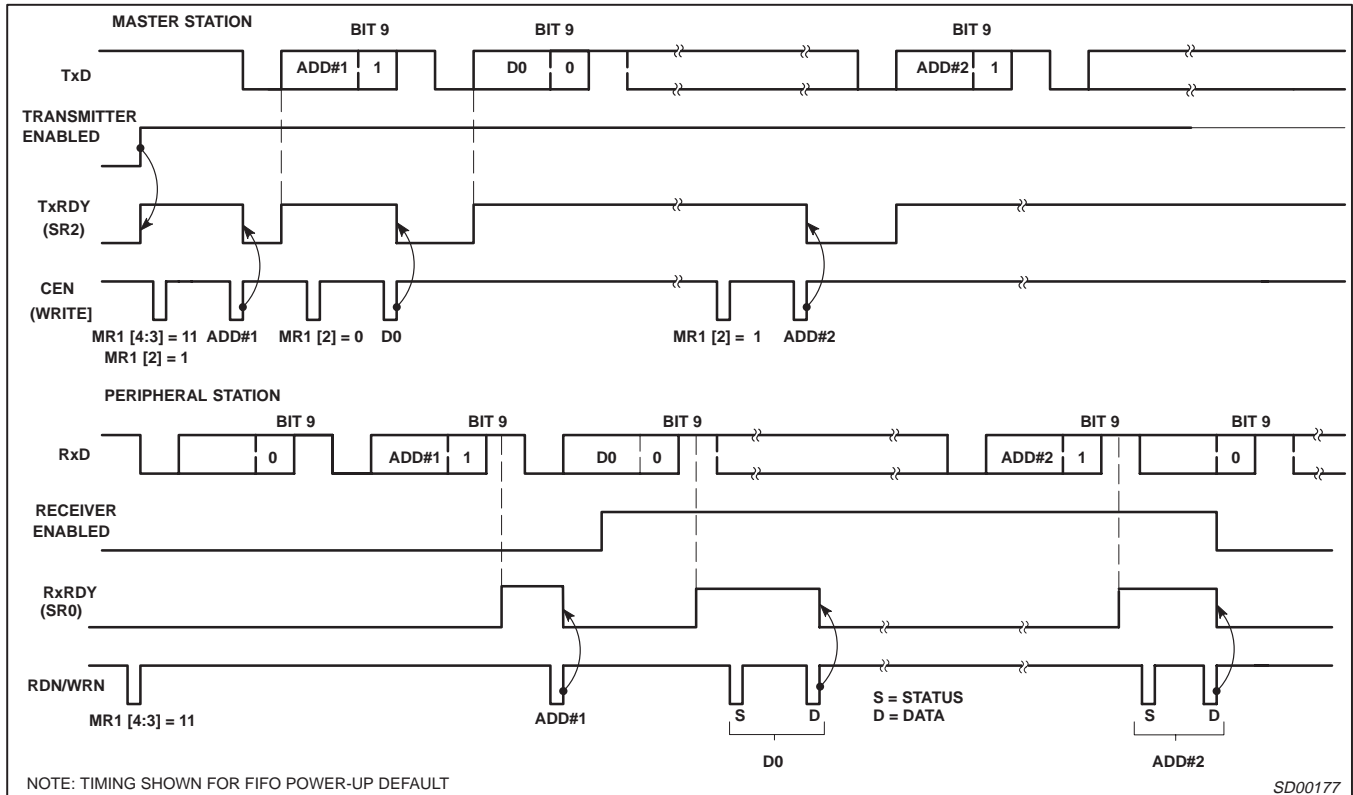 MASTER STATION
BIT 9 BIT 9 BIT 9
TxD ADD#1 1 D0 0 ADD#2 1
TRANSMITTER
ENABLED
TxRDY
(SR2)
CEN
(WRITE]
MR1 [4:3] = 11 ADD#1 MR1 [2] = 0 D0 MR1 [2] = 1 ADD#2
MR1 [2] = 1
PERIPHERAL STATION
BIT 9 BIT 9 BIT 9 BIT 9 BIT 9
RxD 0 ADD#1 1 D0 0 ADD#2 1 0
RECEIVER
ENABLED
RxRDY
(SR0)
RDN/WRN
MR1 [4:3] = 11 ADD#1 S D S = STATUS S D
D = DATA
D0 ADD#2
NOTE: TIMING SHOWN FOR FIFO POWER-UP DEFAULT
SD00177